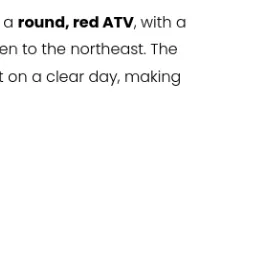 a round, red ATV, with a
en to the northeast. The
t on a clear day, making